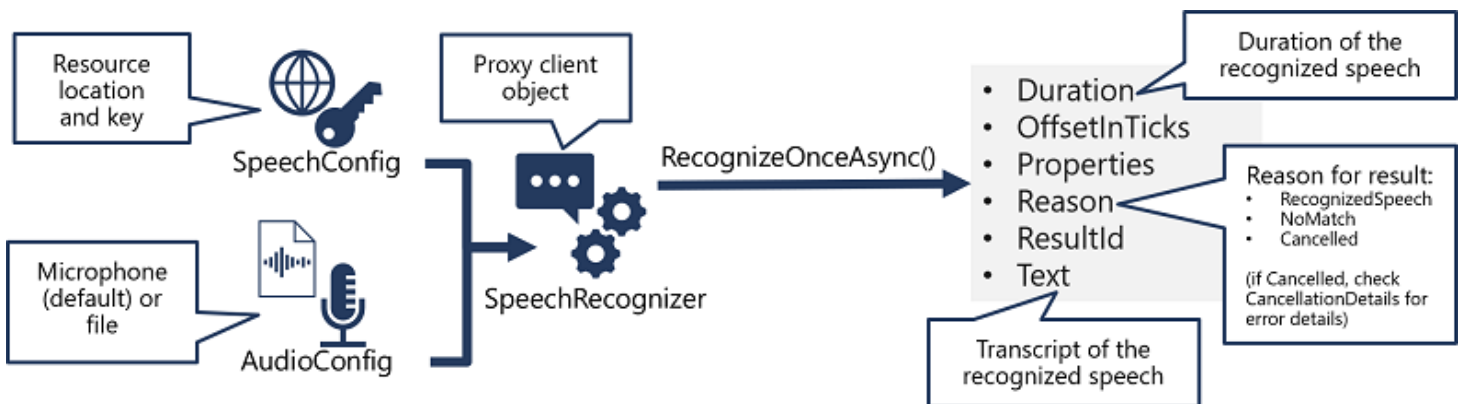 Resource
location
and key
SpeechConfig
Microphone
(default) or
file
AudioConfig
Proxy client
object
SpeechRecognizer
RecognizeOnceAsync()
• Duration
• OffsetInTicks
• Properties
• Reason
• ResultId
• Text
Duration of the
recognized speech
Reason for result:
• RecognizedSpeech
• NoMatch
• Cancelled
(if Cancelled, check
CancellationDetails for
error details)
Transcript of the
recognized speech